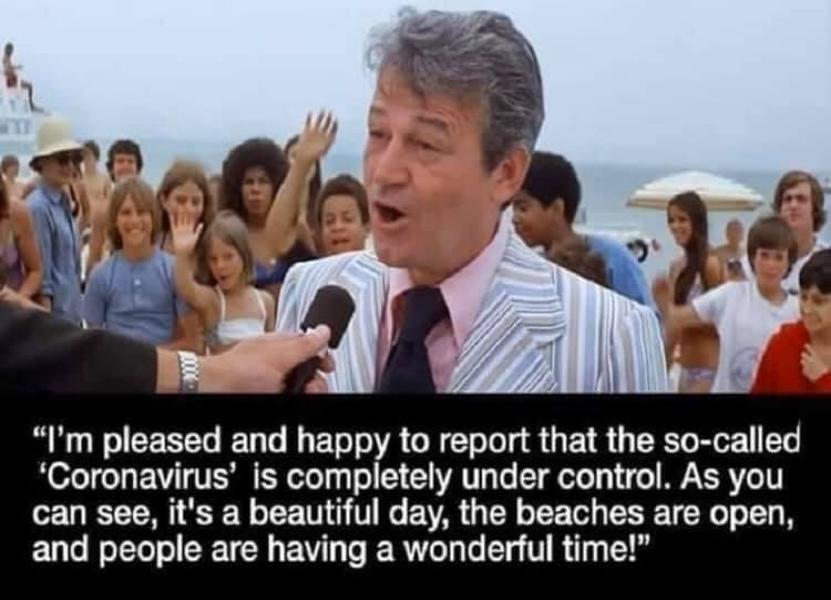 “I'm pleased and happy to report that the so-called
‘Coronavirus’ is completely under control. As you
can see, it's a beautiful day, the beaches are open,
and people are having a wonderful time!”